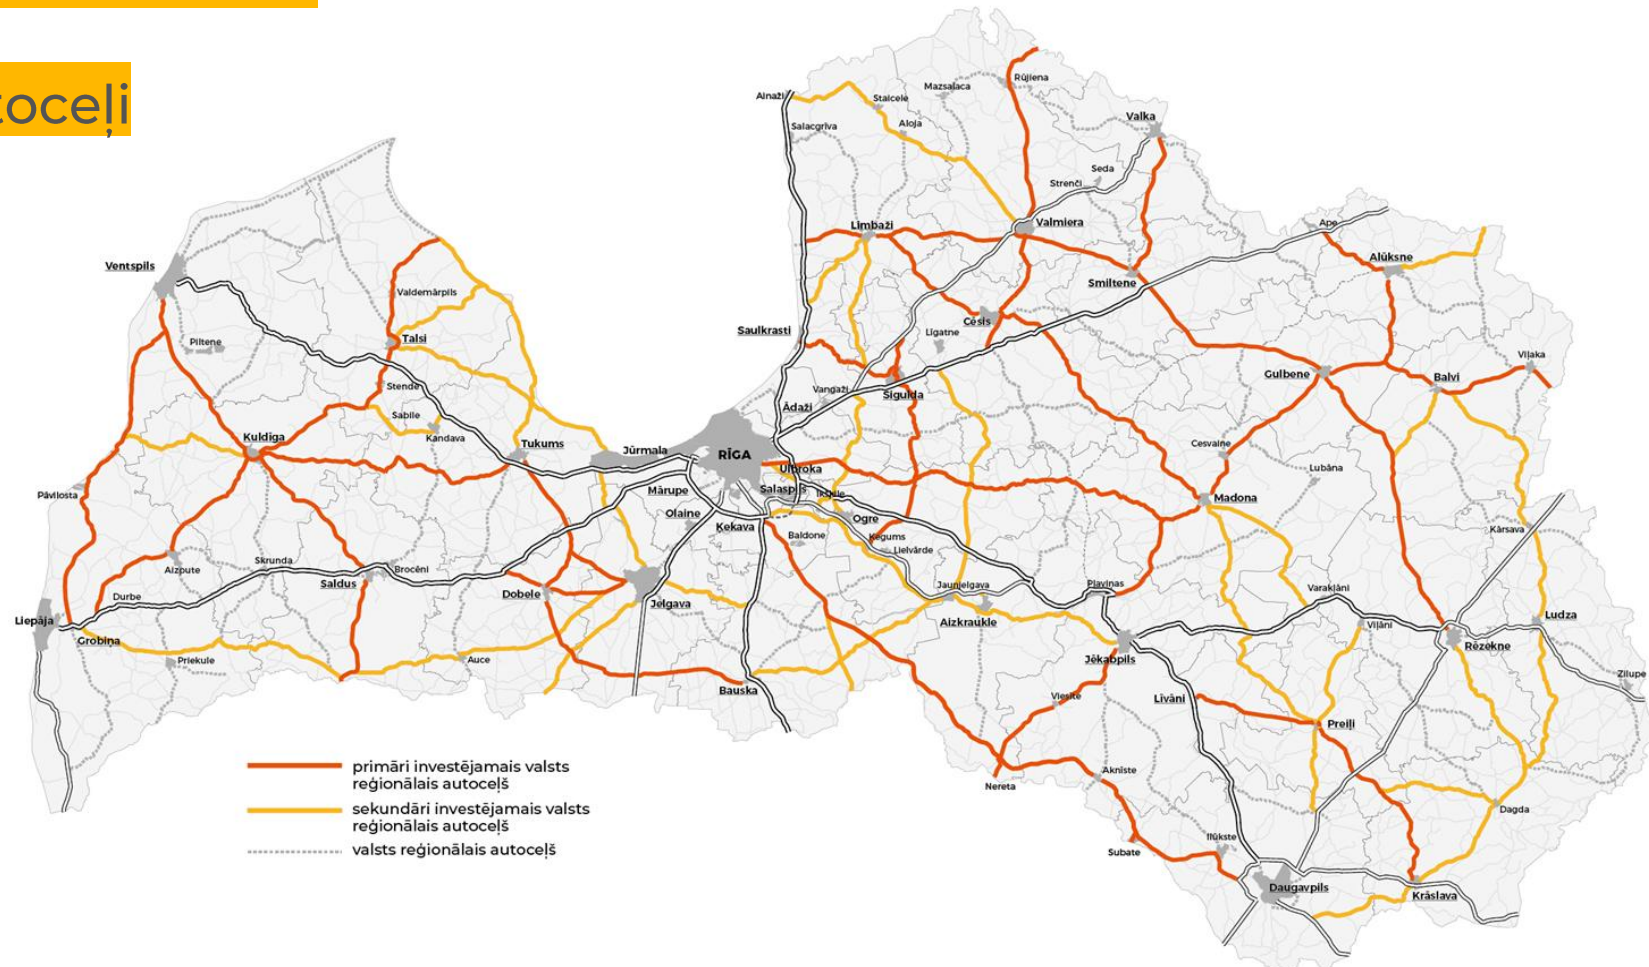 toceļi
Ainaži
Staicele
Mazsalaca
Rūjiena
Salacgrīva
Aloja
Valka
Seda
Strenči
Limbaži
Valmiera
Ape
Alūksne
Ventspils
Valdemārpils
Smiltene
Piltene
Talsi
Saulkrasti
Cēsis
Līgatne
Gulbene
Viļaka
Balvi
Stende
Vangaži
Sigulda
Sabile
Ādaži
Kuldīga
Kandava
Tukums
Jūrmala
RĪGA
Cesvaine
Lubāna
Ulbroka
Pāvilosta
Mārupe
Salaspils
Ikšķile
Madona
Olaine
Ķekava
Ogre
Baldone
Ķegums
Lielvārde
Kārsava
Aizpute
Skrunda
Saldus
Brocēni
Durbe
Dobele
Jelgava
Jaunjelgava
Pļaviņas
Varakļāni
Liepāja
Grobiņa
Aizkraukle
Viļāni
Ludza
Rēzekne
Priekule
Auce
Jēkabpils
Zilupe
Bauska
Viesīte
Līvāni
Preiļi
primāri investējamais valsts
reģionālais autoceļš
Nereta
Aknīste
sekundāri investējamais valsts
reģionālais autoceļš
Dagda
valsts reģionālais autoceļš
Subate
Ilūkste
Daugavpils
Krāslava